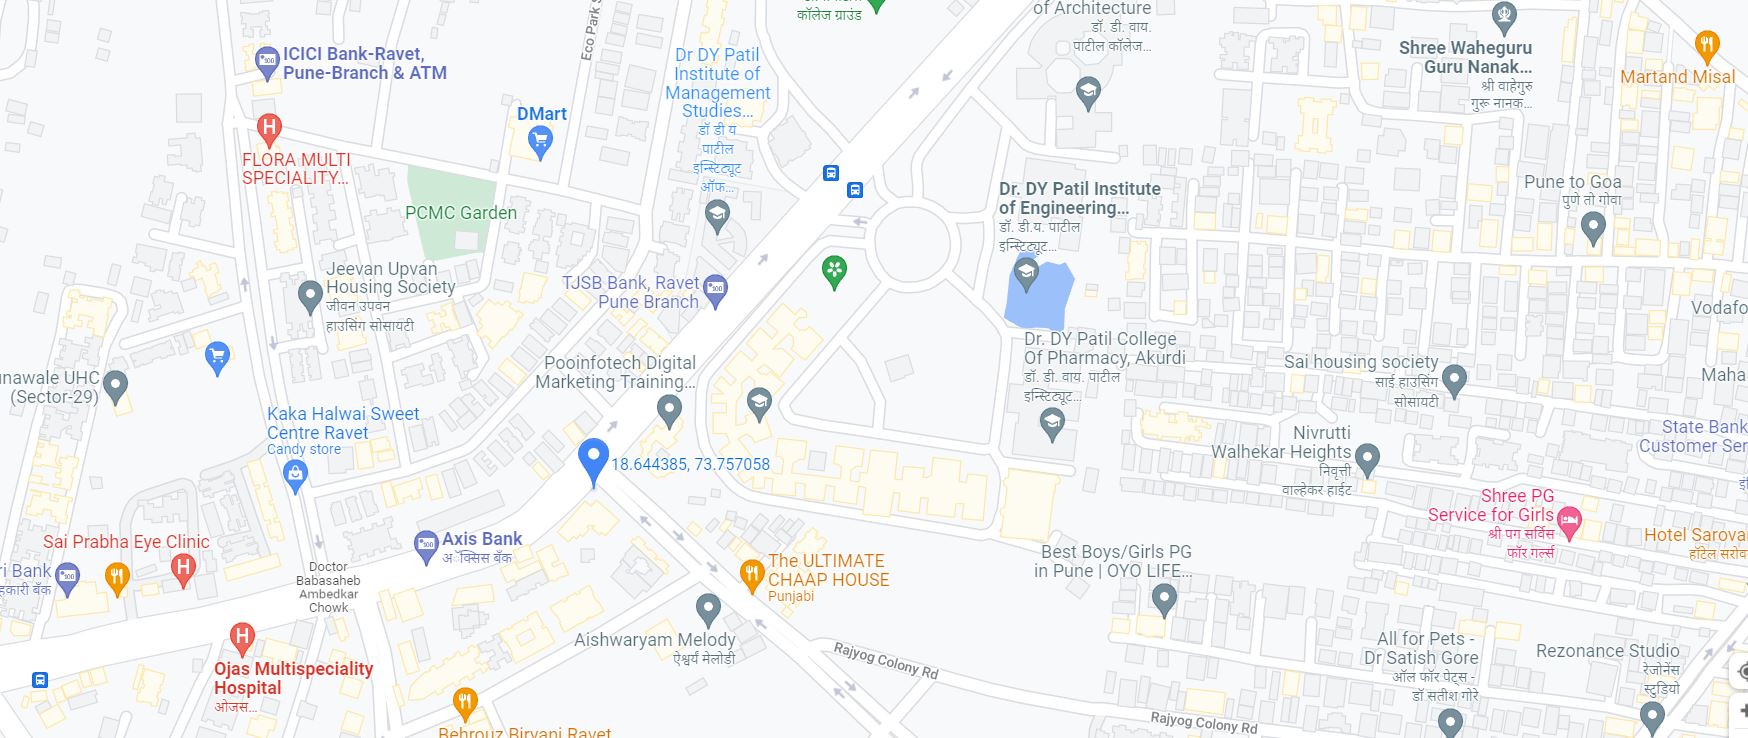 कॉलेज ग्राउंड
Eco Park S
of Architecture
डॉ. डी. वाय.
पाटील कॉलेज...
ICICI Bank-Ravet,
Pune-Branch & ATM
Dr DY Patil
Institute of
Management
Studies...
डॉ डी य
पाटील
इन्स्टिट्यूट
ऑफ...
Shree Waheguru
Guru Nanak...
श्री वाहेगुरु
गुरू नानक...
Martand Misal
DMart
FLORA MULTI
SPECIALITY...
PCMC Garden
Dr. DY Patil Institute
of Engineering...
डॉ. डी.य. पाटील
इन्स्टिट्यूट...
Pune to Goa
पुणे तो गोवा
Jeevan Upvan
Housing Society
जीवन उपवन
हाउसिंग सोसायटी
TJSB Bank, Ravet
Pune Branch
Vodafo
Dr. DY Patil College
Of Pharmacy, Akurdi
डॉ. डी. वाय. पाटील
इन्स्टिट्यूट...
Pooinfotech Digital
Marketing Training...
Sai housing society
साई हाउसिंग
सोसायटी
Maha
unawale UHC
(Sector-29)
Kaka Halwai Sweet
Centre Ravet
Candy store
18.644385, 73.757058
Nivrutti
Walhekar Heights
निवृत्ती
वाल्हेकर हाईट
State Bank
Customer Ser
Shree PG
Service for Girls
श्री पग सर्विस
फॉर गर्ल्स
Hotel Sarova
हॉटेल सरोव
Sai Prabha Eye Clinic
Axis Bank
अॅक्सिस बँक
ri Bank
हकारी बँक
Doctor
Babasaheb
Ambedkar
Chowk
The ULTIMATE
CHAAP HOUSE
Punjabi
Best Boys/Girls PG
in Pune | OYO LIFE...
Aishwaryam Melody
ऐश्वर्यं मेलोडी
Ojas Multispeciality
Hospital
ओजस...
Rajyog Colony Rd
All for Pets -
Dr Satish Gore
ऑल फॉर पेट्स -
डॉ सतीश गोरे
Rezonance Studio
रेजोनेंस
स्टुडियो
Rajyog Colony Rd
Behrouz Biryani Ravet